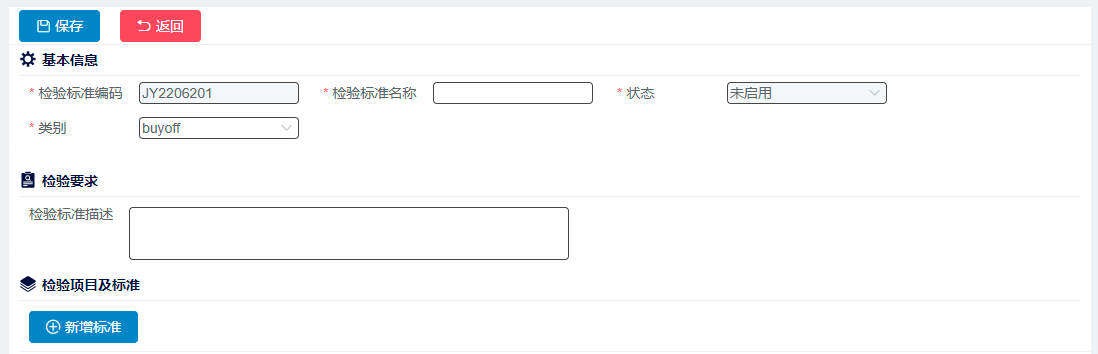 保存 返回
基本信息
* 检验标准编码 JY2206201 * 检验标准名称 * 状态 未启用
* 类别 buyoff
检验要求
检验标准描述
检验项目及标准
新增标准